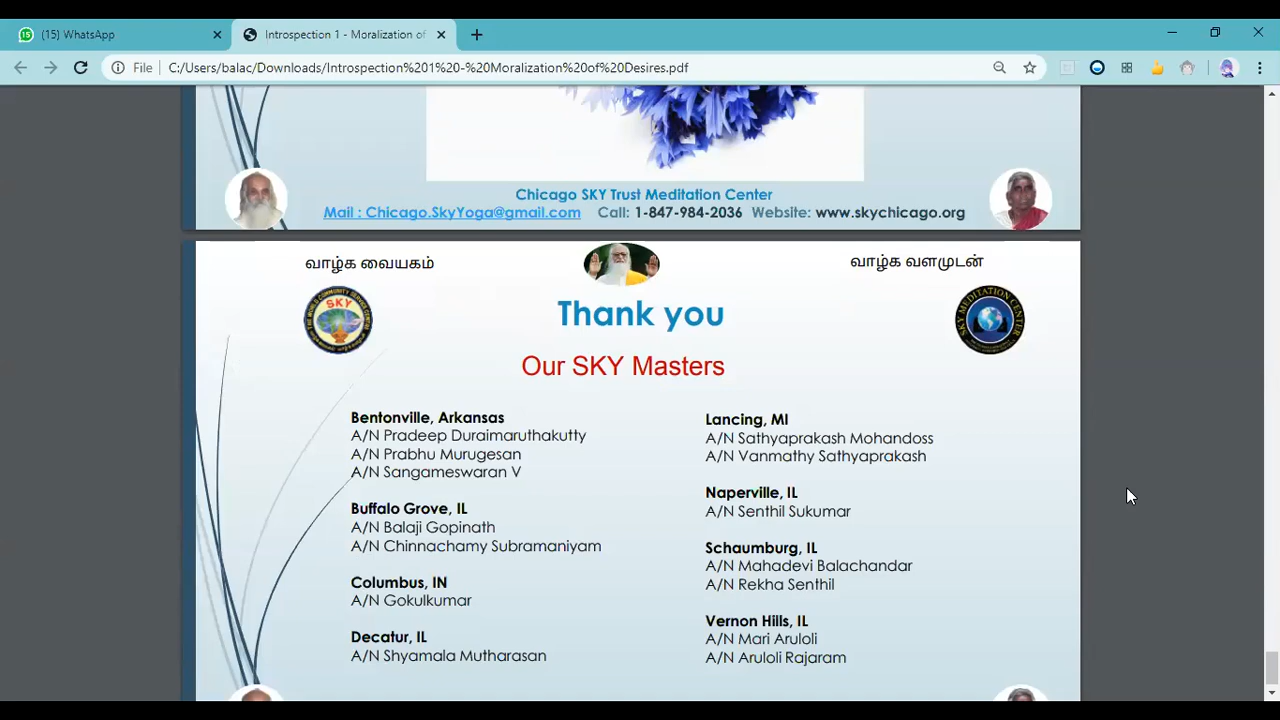 (15) WhatsApp
Introspection 1 - Moralization of
File
C:/Users/balac/Downloads/Introspection%201%20-%20Moralization%20of%20Desires.pdf
Chicago SKY Trust Meditation Center
Mail : Chicago.SkyYoga@gmail.com Call: 1-847-984-2036 Website: www.skychicago.org
வாழ்க வையகம்
வாழ்க வளமுடன்
SKY
Thank you
Our SKY Masters
Bentonville, Arkansas
A/N Pradeep Duraimaruthakutty
A/N Prabhu Murugesan
A/N Sangameswaran V
Buffalo Grove, IL
A/N Balaji Gopinath
A/N Chinnachamy Subramaniyam
Columbus, IN
A/N Gokulkumar
Decatur, IL
A/N Shyamala Mutharasan
Lancing, MI
A/N Sathyaprakash Mohandoss
A/N Vanmathy Sathyaprakash
Naperville, IL
A/N Senthil Sukumar
Schaumburg, IL
A/N Mahadevi Balachandar
A/N Rekha Senthil
Vernon Hills, IL
A/N Mari Aruloli
A/N Aruloli Rajaram